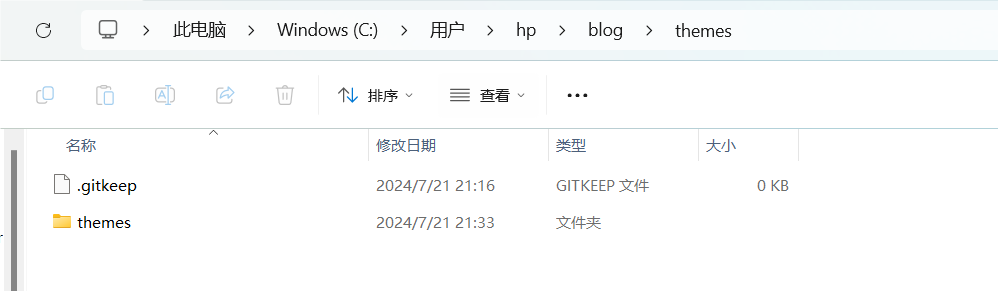 此电脑 > Windows (C:) > 用户 > hp > blog > themes
排序 查看
名称 修改日期 类型 大小
.gitkeep 2024/7/21 21:16 GITKEEP 文件 0 KB
themes 2024/7/21 21:33 文件夹